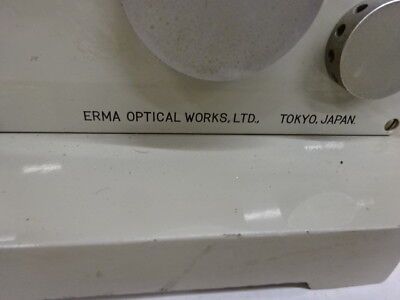 ERMA OPTICAL WORKS, LTD., TOKYO, JAPAN.